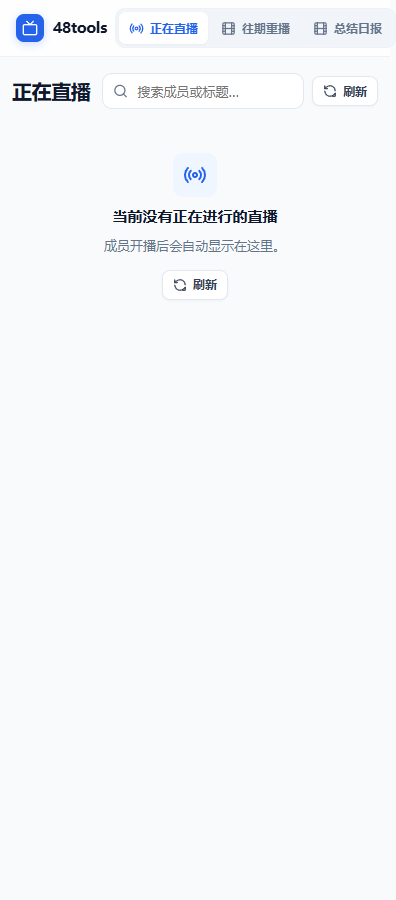 48tools 正在直播 往期重播 总结日报
正在直播 搜索成员或标题... 刷新
当前没有正在进行的直播
成员开播后会自动显示在这里。
刷新